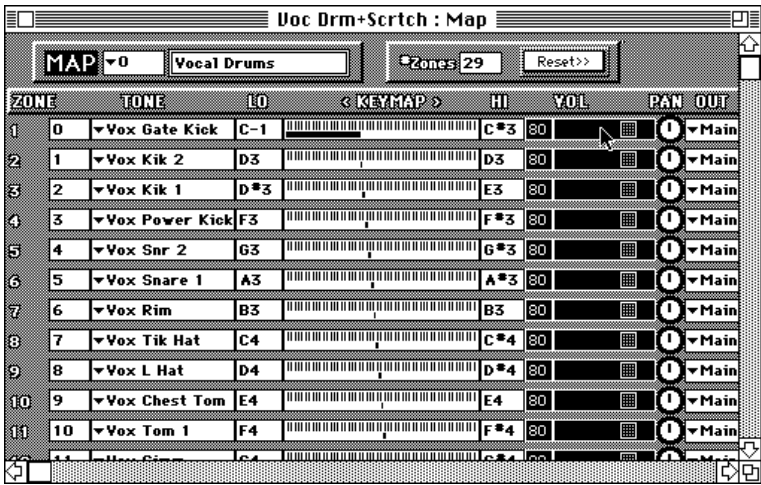 Voc Drm+Scrtch : Map
MAP 0 Vocal Drums #Zones 29 Reset>>
ZONE TONE LO < KEYMAP > HI VOL PAN OUT
1 0 Vox Gate Kick C-1 C#3 80 Main
2 1 Vox Kik 2 D3 D3 80 Main
3 2 Vox Kik 1 D#3 E3 80 Main
4 3 Vox Power Kick F3 F#3 80 Main
5 4 Vox Snr 2 G3 G#3 80 Main
6 5 Vox Snare 1 A3 A#3 80 Main
7 6 Vox Rim B3 B3 80 Main
8 7 Vox Tik Hat C4 C#4 80 Main
9 8 Vox L Hat D4 D#4 80 Main
10 9 Vox Chest Tom E4 E4 80 Main
11 10 Vox Tom 1 F4 F#4 80 Main